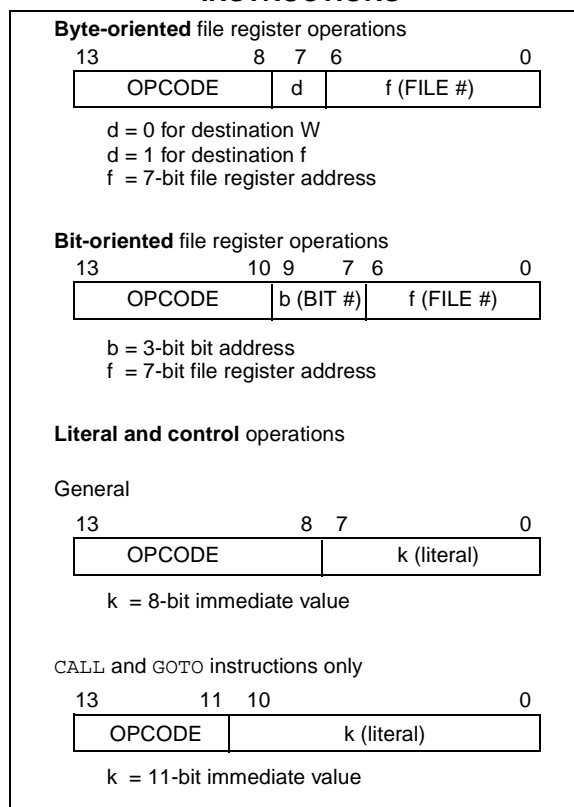 Byte-oriented file register operations
13 8 7 6 0
OPCODE d f (FILE #)
d = 0 for destination W
d = 1 for destination f
f = 7-bit file register address
Bit-oriented file register operations
13 10 9 7 6 0
OPCODE b (BIT #) f (FILE #)
b = 3-bit bit address
f = 7-bit file register address
Literal and control operations
General
13 8 7 0
OPCODE k (literal)
k = 8-bit immediate value
CALL and GOTO instructions only
13 11 10 0
OPCODE k (literal)
k = 11-bit immediate value